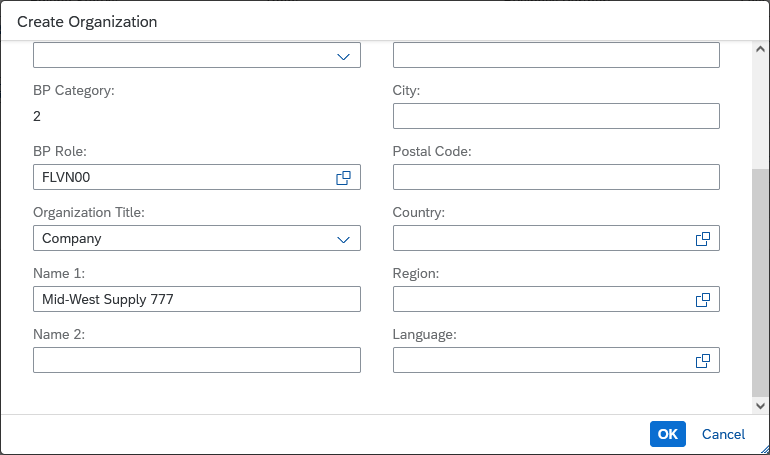 Create Organization
BP Category:
2
City:
BP Role:
FLVN00
Postal Code:
Organization Title:
Company
Country:
Name 1:
Mid-West Supply 777
Region:
Name 2:
Language:
OK
Cancel